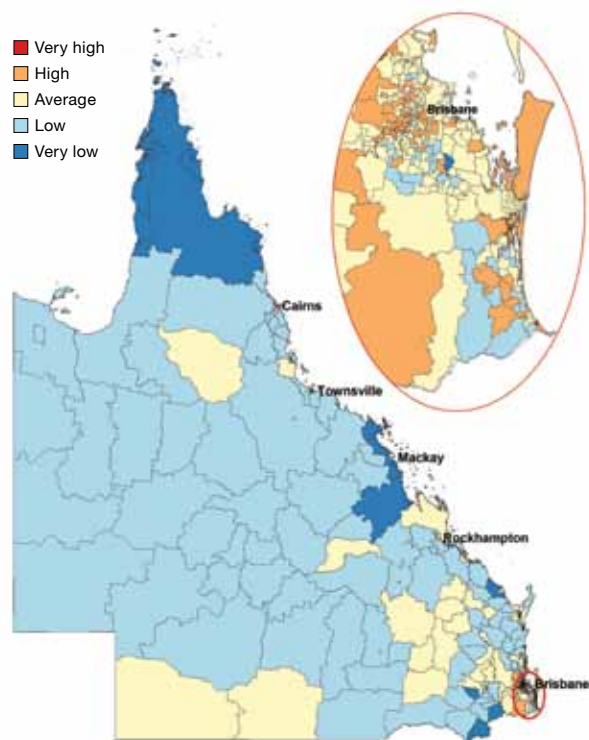 Very high
High
Average
Low
Very low
Brisbane
Cairns
Townsville
Mackay
Rockhampton
Brisbane